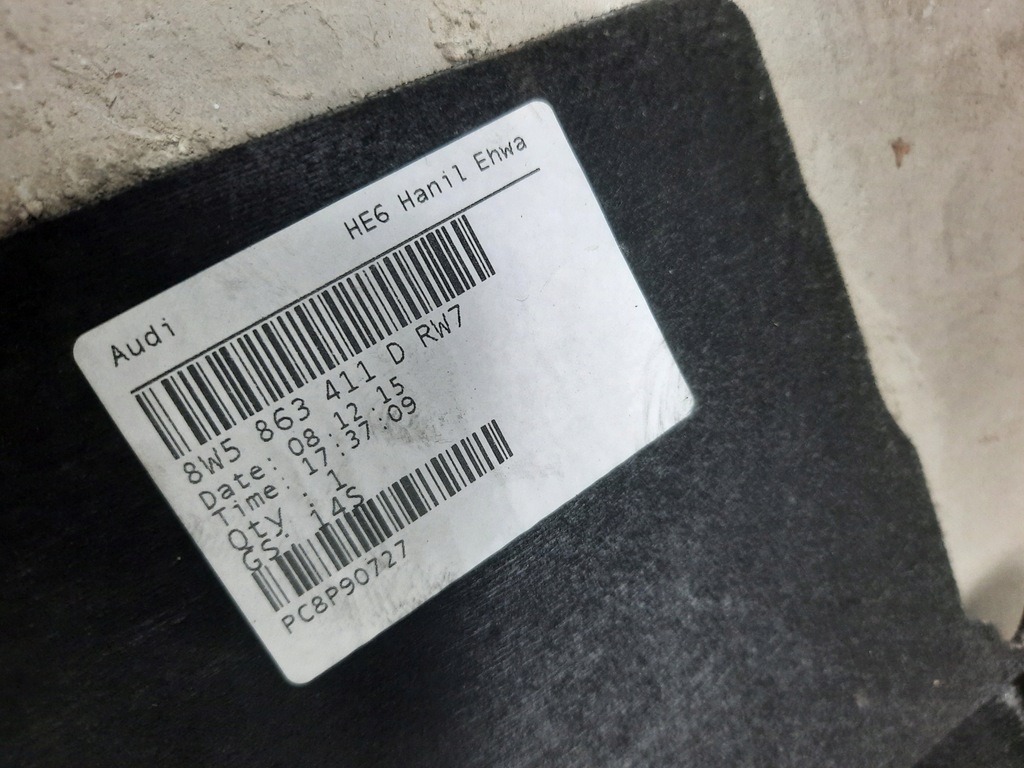 Audi HE6 Hanil Ehwa
8W5 863 411 D RW7
Date: 08.12.15
Time: 17:37:09
Qty : 1
GS i4S
PC8P90727